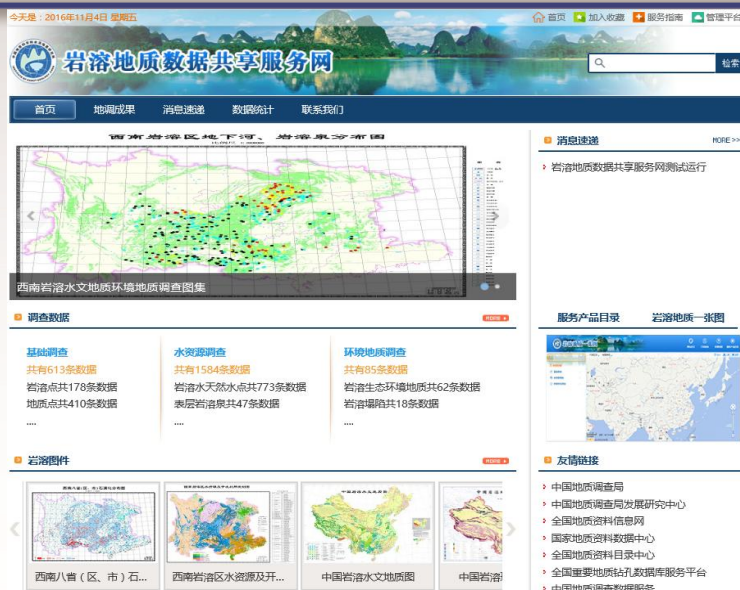 今天是：2016年11月4日 星期五
首页 加入收藏 服务指南 管理平台
岩溶地质数据共享服务网
检索
首页 地调成果 消息速递 数据统计 联系我们
西南岩溶区地下河、岩溶泉分布图
西南岩溶水文地质环境地质调查图集
消息速递 MORE >>
岩溶地质数据共享服务网测试运行
调查数据 MORE
基础调查
共有613条数据
岩溶点共178条数据
地质点共410条数据
....
水资源调查
共有1584条数据
岩溶水天然水点共773条数据
表层岩溶泉共47条数据
....
环境地质调查
共有85条数据
岩溶生态环境地质共62条数据
岩溶塌陷共18条数据
....
服务产品目录 岩溶地质一张图
岩溶图件 MORE
西南八省（区、市）石...
西南岩溶区水资源及开...
中国岩溶水文地质图
中国岩溶
友情链接
中国地质调查局
中国地质调查局发展研究中心
全国地质资料信息网
国家地质资料数据中心
全国地质资料目录中心
全国重要地质钻孔数据库服务平台
中国地质调查数据服务